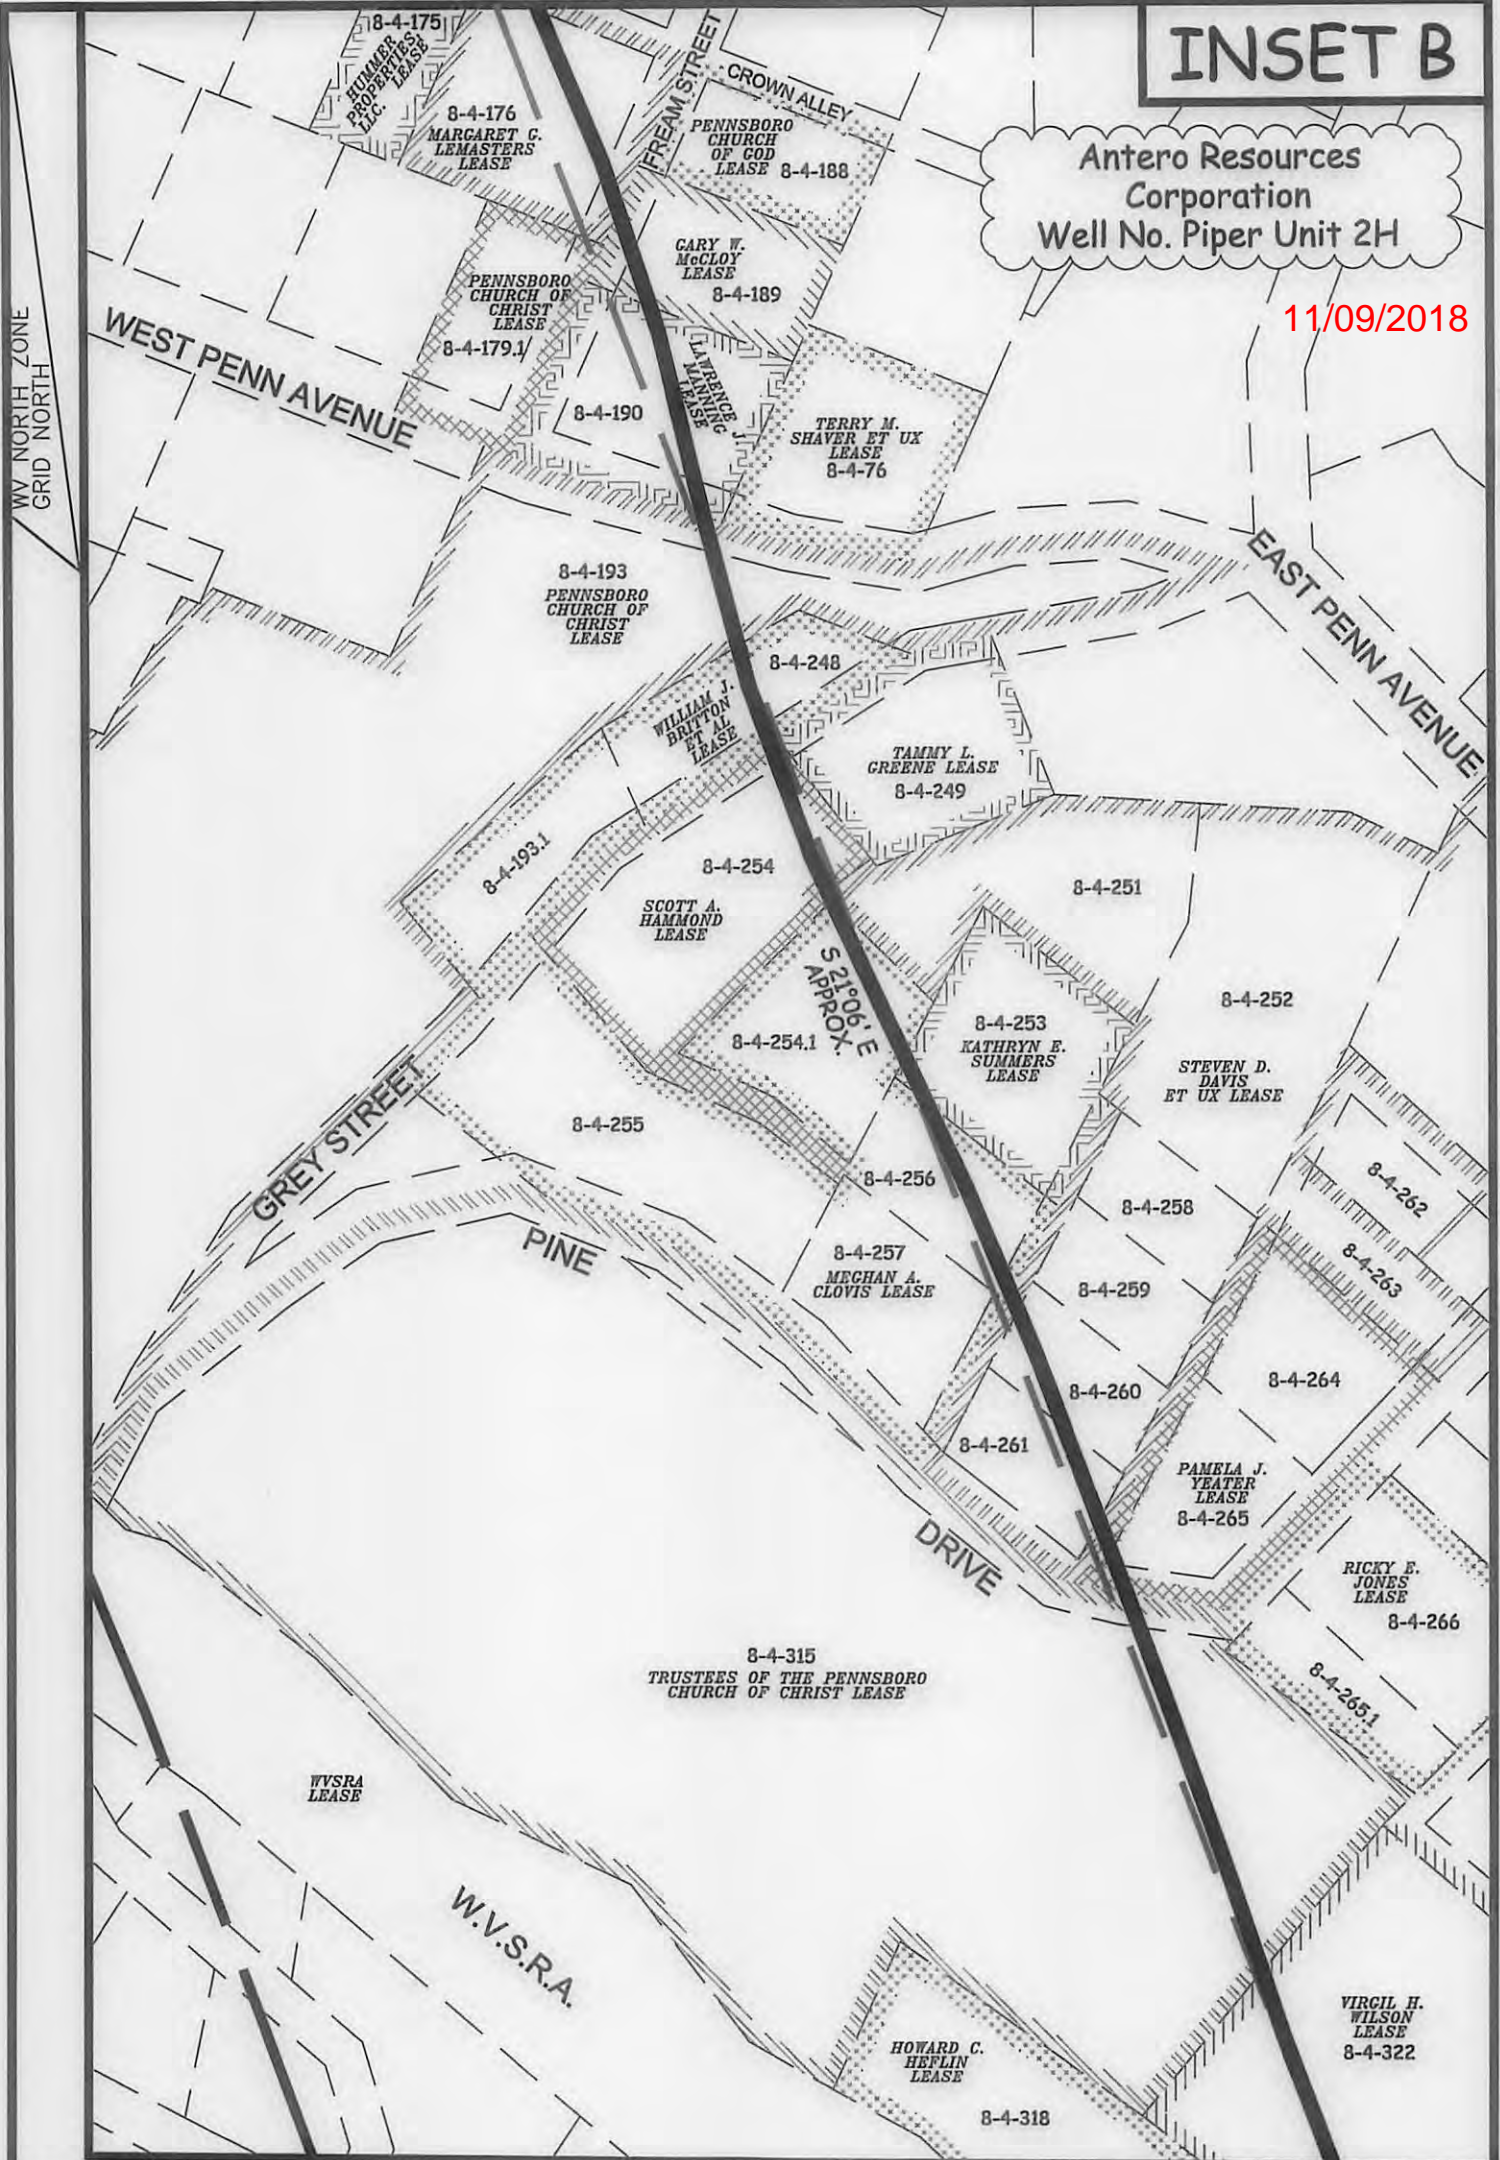 INSET B
Antero Resources
Corporation
Well No. Piper Unit 2H
11/09/2018
WV NORTH ZONE
GRID NORTH
8-4-175
HUMMER
PROPERTIES,
LLC. LEASE
8-4-176
MARGARET G.
LEMASTERS
LEASE
FREAM STREET
CROWN ALLEY
PENNSBORO
CHURCH
OF GOD
LEASE 8-4-188
GARY W.
McCLOY
LEASE
8-4-189
PENNSBORO
CHURCH OF
CHRIST
LEASE
8-4-179.1
WEST PENN AVENUE
8-4-190
LAWRENCE J.
MANNING
LEASE
TERRY M.
SHAVER ET UX
LEASE
8-4-76
EAST PENN AVENUE
8-4-193
PENNSBORO
CHURCH OF
CHRIST
LEASE
8-4-248
WILLIAM J.
BRITTON
ET AL
LEASE
TAMMY L.
GREENE LEASE
8-4-249
8-4-193.1
8-4-254
SCOTT A.
HAMMOND
LEASE
8-4-251
S 21°06' E
APPROX.
8-4-252
STEVEN D.
DAVIS
ET UX LEASE
8-4-253
KATHRYN E.
SUMMERS
LEASE
8-4-254.1
GREY STREET
8-4-255
8-4-256
8-4-257
MEGHAN A.
CLOVIS LEASE
8-4-258
8-4-259
8-4-260
8-4-261
8-4-262
8-4-263
8-4-264
PAMELA J.
YEATER
LEASE
8-4-265
PINE
DRIVE
RICKY E.
JONES
LEASE
8-4-266
8-4-265.1
8-4-315
TRUSTEES OF THE PENNSBORO
CHURCH OF CHRIST LEASE
WVSRA
LEASE
W.V.S.R.A.
HOWARD C.
HEFLIN
LEASE
8-4-318
VIRGIL H.
WILSON
LEASE
8-4-322